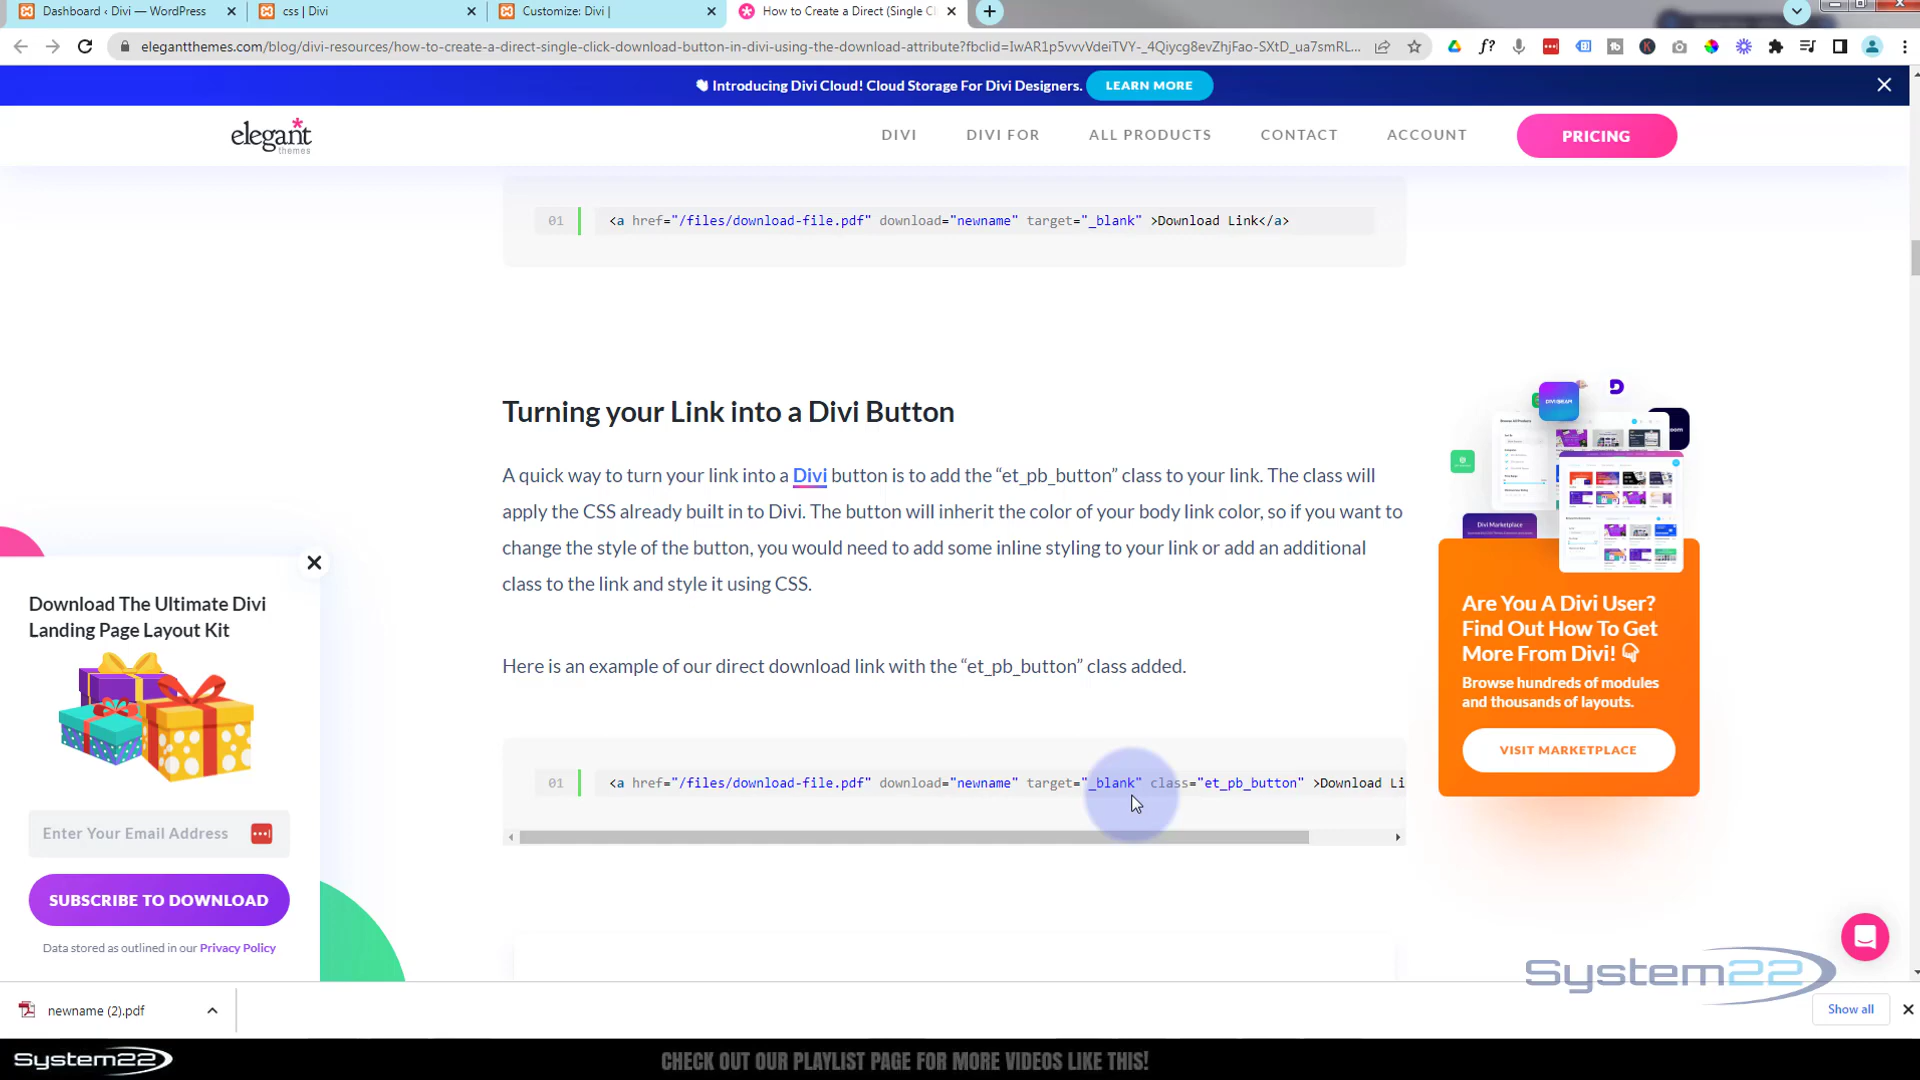 Dashboard ‹ Divi — WordPress
css | Divi
Customize: Divi |
How to Create a Direct (Single Cl
elegantthemes.com/blog/divi-resources/how-to-create-a-direct-single-click-download-button-in-divi-using-the-download-attribute?fbclid=IwAR1p5vvvVdeiTVY-_4Qiycg8evZhjFao-SXtD_ua7smRL...
Introducing Divi Cloud! Cloud Storage For Divi Designers.
LEARN MORE
elegant themes
DIVI
DIVI FOR
ALL PRODUCTS
CONTACT
ACCOUNT
PRICING
01 <a href="/files/download-file.pdf" download="newname" target="_blank" >Download Link</a>
Turning your Link into a Divi Button
A quick way to turn your link into a Divi button is to add the “et_pb_button” class to your link. The class will
apply the CSS already built in to Divi. The button will inherit the color of your body link color, so if you want to
change the style of the button, you would need to add some inline styling to your link or add an additional
class to the link and style it using CSS.
Here is an example of our direct download link with the “et_pb_button” class added.
01 <a href="/files/download-file.pdf" download="newname" target="_blank" class="et_pb_button" >Download Li
Download The Ultimate Divi
Landing Page Layout Kit
Enter Your Email Address
SUBSCRIBE TO DOWNLOAD
Data stored as outlined in our Privacy Policy
Divi Marketplace
Are You A Divi User?
Find Out How To Get
More From Divi!
Browse hundreds of modules
and thousands of layouts.
VISIT MARKETPLACE
System22
newname (2).pdf
Show all
System22
CHECK OUT OUR PLAYLIST PAGE FOR MORE VIDEOS LIKE THIS!